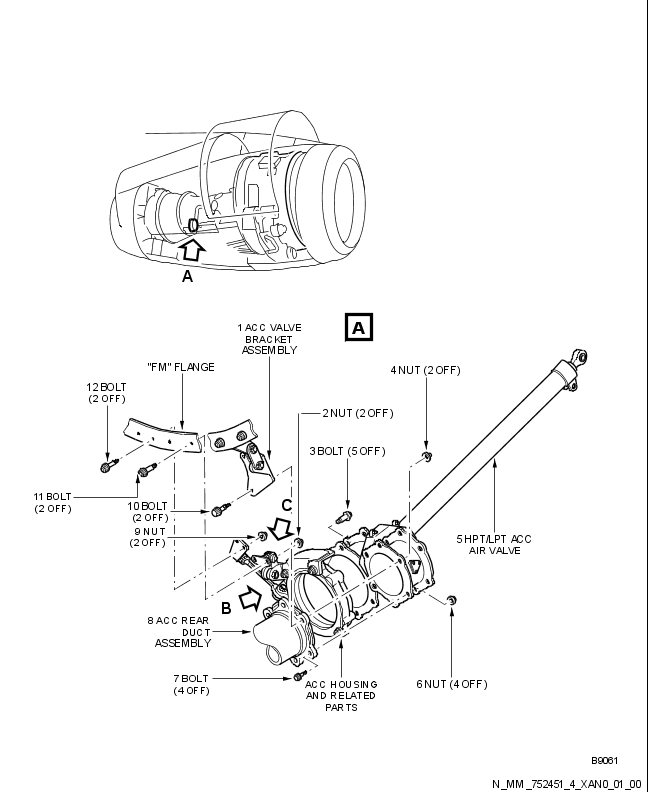 A
A
1 ACC VALVE
BRACKET
ASSEMBLY
"FM" FLANGE
4 NUT (2 OFF)
12 BOLT
(2 OFF)
2 NUT (2 OFF)
3 BOLT (5 OFF)
11 BOLT
(2 OFF)
10 BOLT
(2 OFF)
C
9 NUT
(2 OFF)
5 HPT/LPT ACC
AIR VALVE
B
8 ACC REAR
DUCT
ASSEMBLY
7 BOLT
(4 OFF)
ACC HOUSING
AND RELATED
PARTS
6 NUT (4 OFF)
B9061
N_MM_752451_4_XAN0_01_00